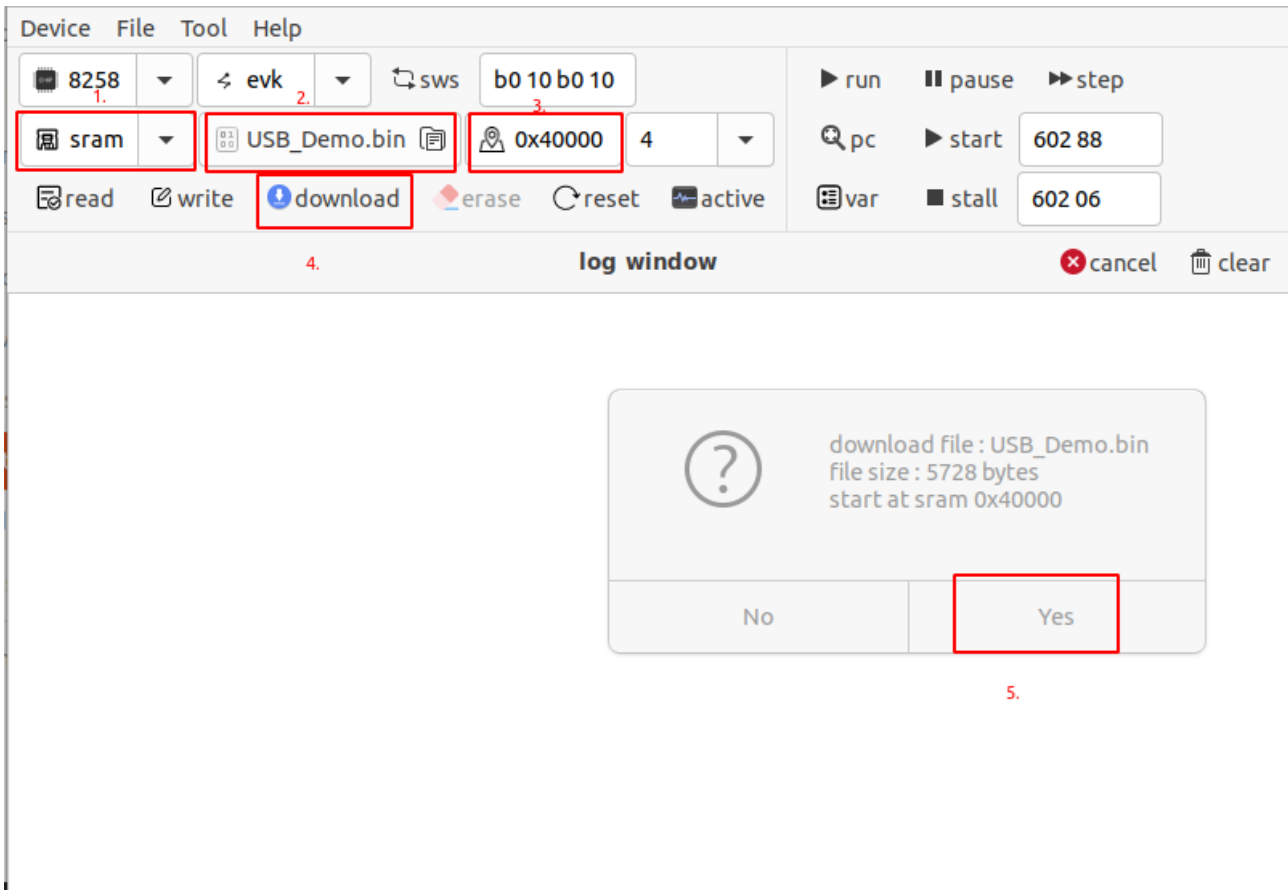 Device File Tool Help
8258 evk sws b0 10 b0 10 run pause step
1. 2. 3.
sram USB_Demo.bin 0x40000 4 pc start 602 88
read write download erase reset active var stall 602 06
4. log window cancel clear
download file : USB_Demo.bin
file size : 5728 bytes
start at sram 0x40000
No Yes
5.